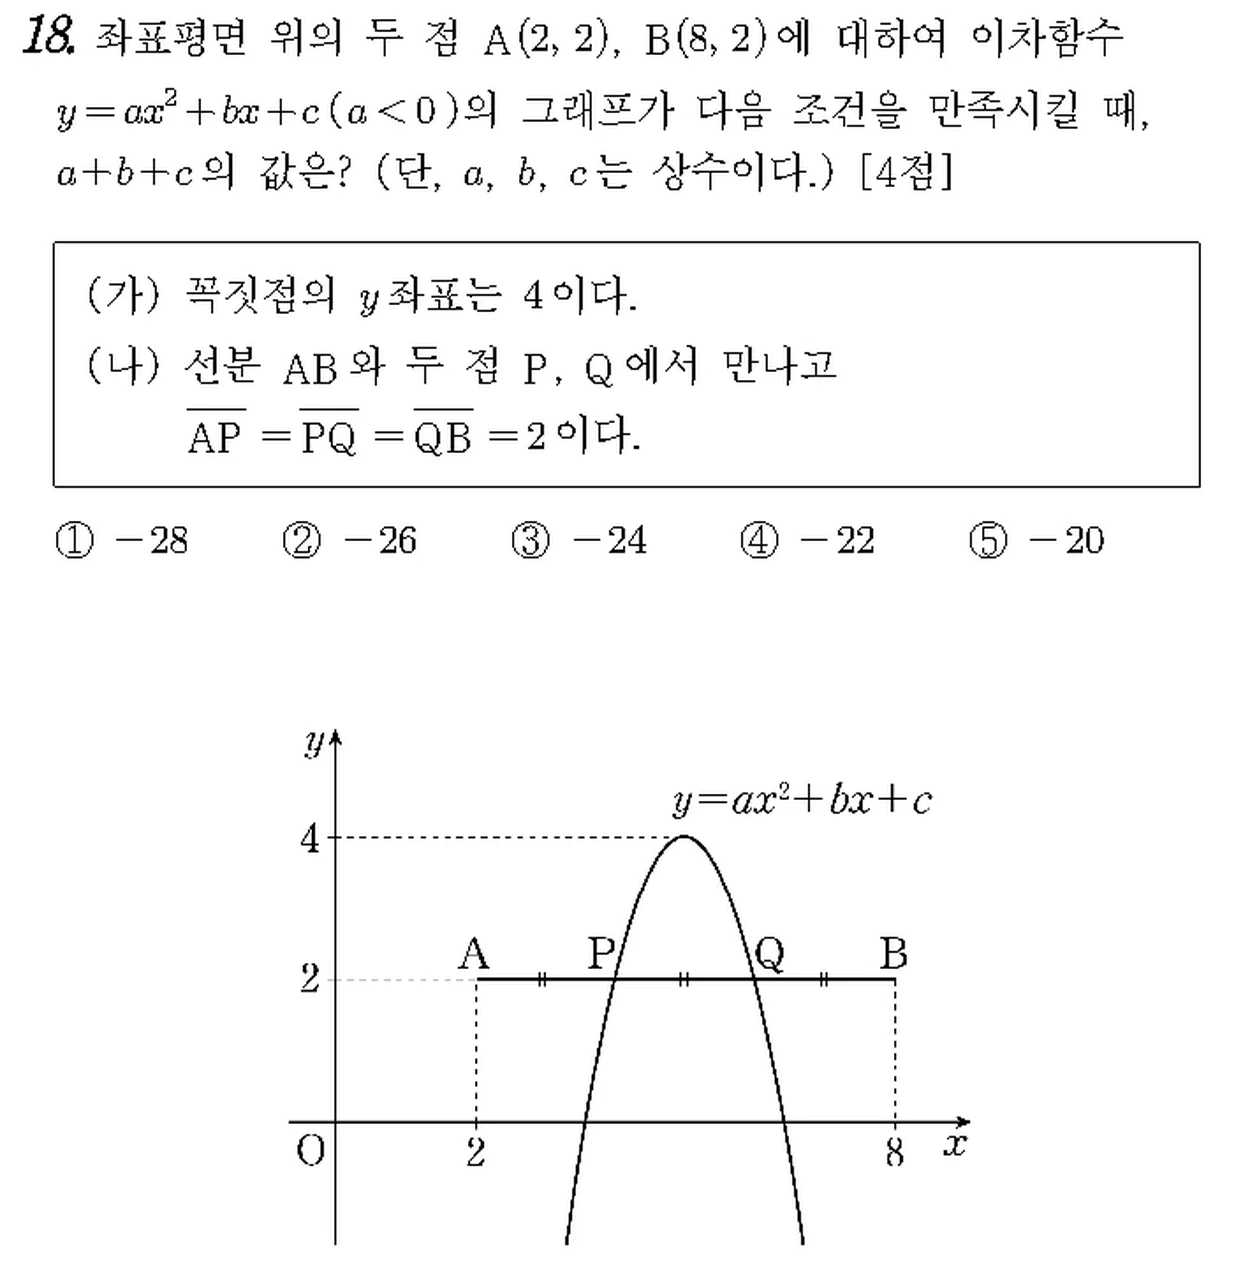 18. 좌표평면 위의 두 점 A(2, 2), B(8, 2)에 대하여 이차함수
y=ax²+bx+c(a<0)의 그래프가 다음 조건을 만족시킬 때,
a+b+c의 값은? (단, a, b, c는 상수이다.) [4점]
(가) 꼭짓점의 y좌표는 4이다.
(나) 선분 AB와 두 점 P, Q에서 만나고
\overline{AP}=\overline{PQ}=\overline{QB}=2이다.
① -28 ② -26 ③ -24 ④ -22 ⑤ -20
y
y=ax²+bx+c
4
A P Q B
2
O 2 8 x